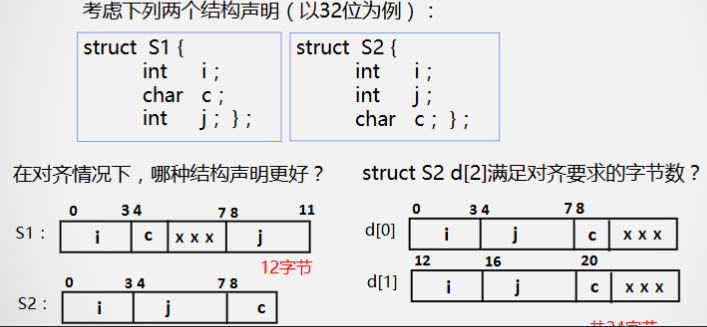 考虑下列两个结构声明（以32位为例）：
struct S1 {
int i ;
char c ;
int j ; } ;
struct S2 {
int i ;
int j ;
char c ; } ;
在对齐情况下，哪种结构声明更好？
0 3 4 7 8 11
S1： i c x x x j
12字节
0 3 4 7 8
S2： i j c
struct S2 d[2]满足对齐要求的字节数？
0 3 4 7 8
d[0] i j c x x x
12 16 20
d[1] i j c x x x